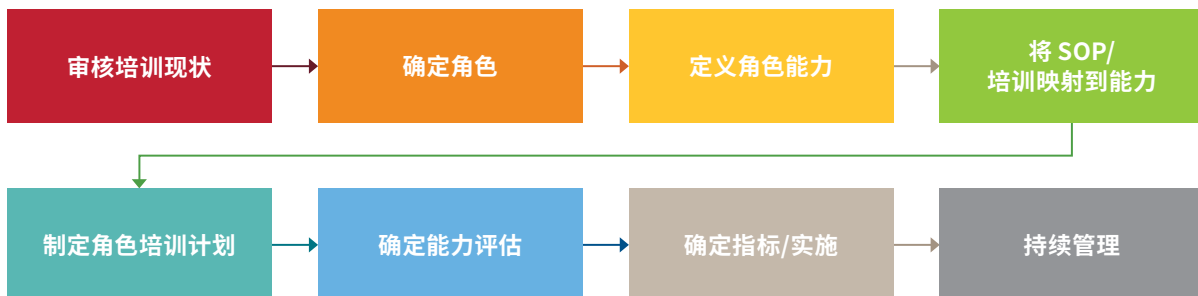 审核培训现状
确定角色
定义角色能力
将 SOP/
培训映射到能力
制定角色培训计划
确定能力评估
确定指标/实施
持续管理